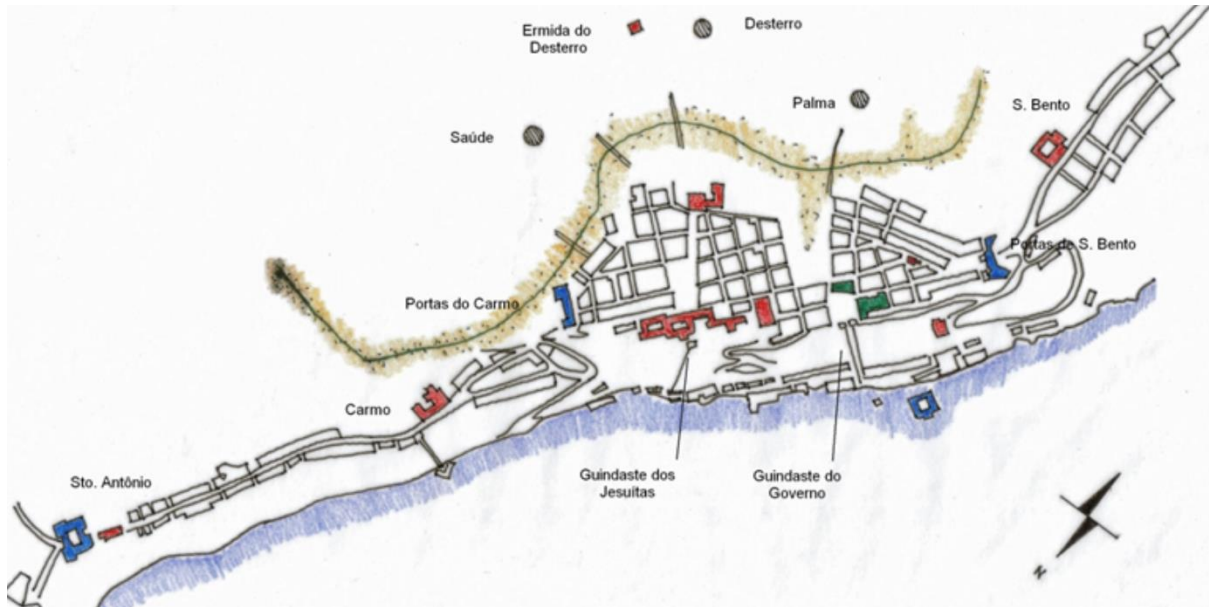 Ermida do
Desterro
Desterro
Palma
S. Bento
Saúde
Portas de S. Bento
Portas do Carmo
Carmo
Guindaste dos
Jesuítas
Guindaste do
Governo
Sto. Antônio
N